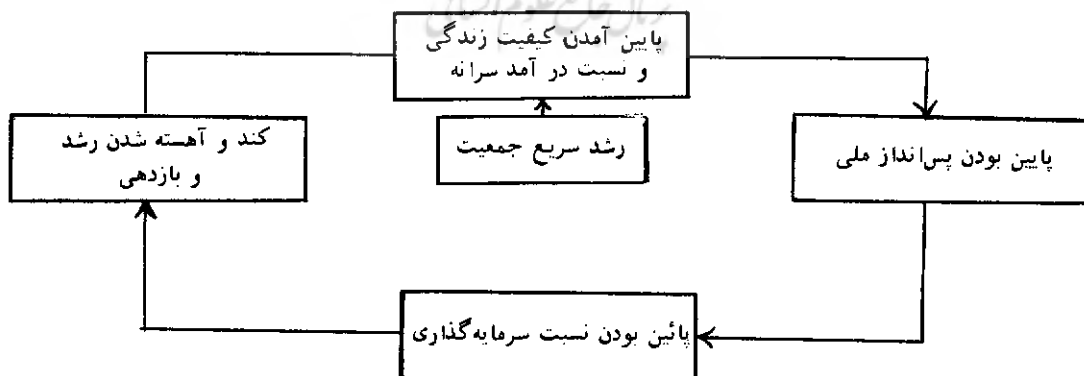 پایین آمدن کیفیت زندگی
و نسبت در آمد سرانه
رشد سریع جمعیت
پایین بودن پس‌انداز ملی
پائین بودن نسبت سرمایه‌گذاری
کند و آهسته شدن رشد
و بازدهی